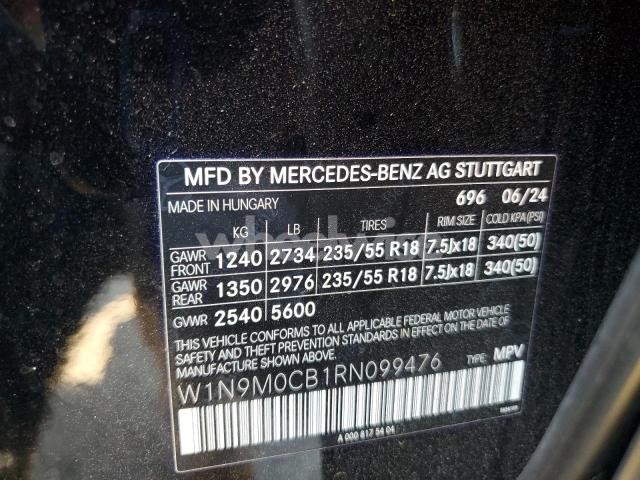 MFD BY MERCEDES-BENZ AG STUTTGART
MADE IN HUNGARY 696 06/24
KG LB TIRES RIM SIZE COLD KPA(PSI)
GAWR FRONT 1240 2734 235/55 R18 7.5Jx18 340(50)
GAWR REAR 1350 2976 235/55 R18 7.5Jx18 340(50)
GVWR 2540 5600
THIS VEHICLE CONFORMS TO ALL APPLICABLE FEDERAL MOTOR VEHICLE
SAFETY AND THEFT PREVENTION STANDARDS IN EFFECT ON THE DATE OF
MANUFACTURE SHOWN ABOVE.
W1N9M0CB1RN099476 TYPE: MPV
A 000 817 54 04